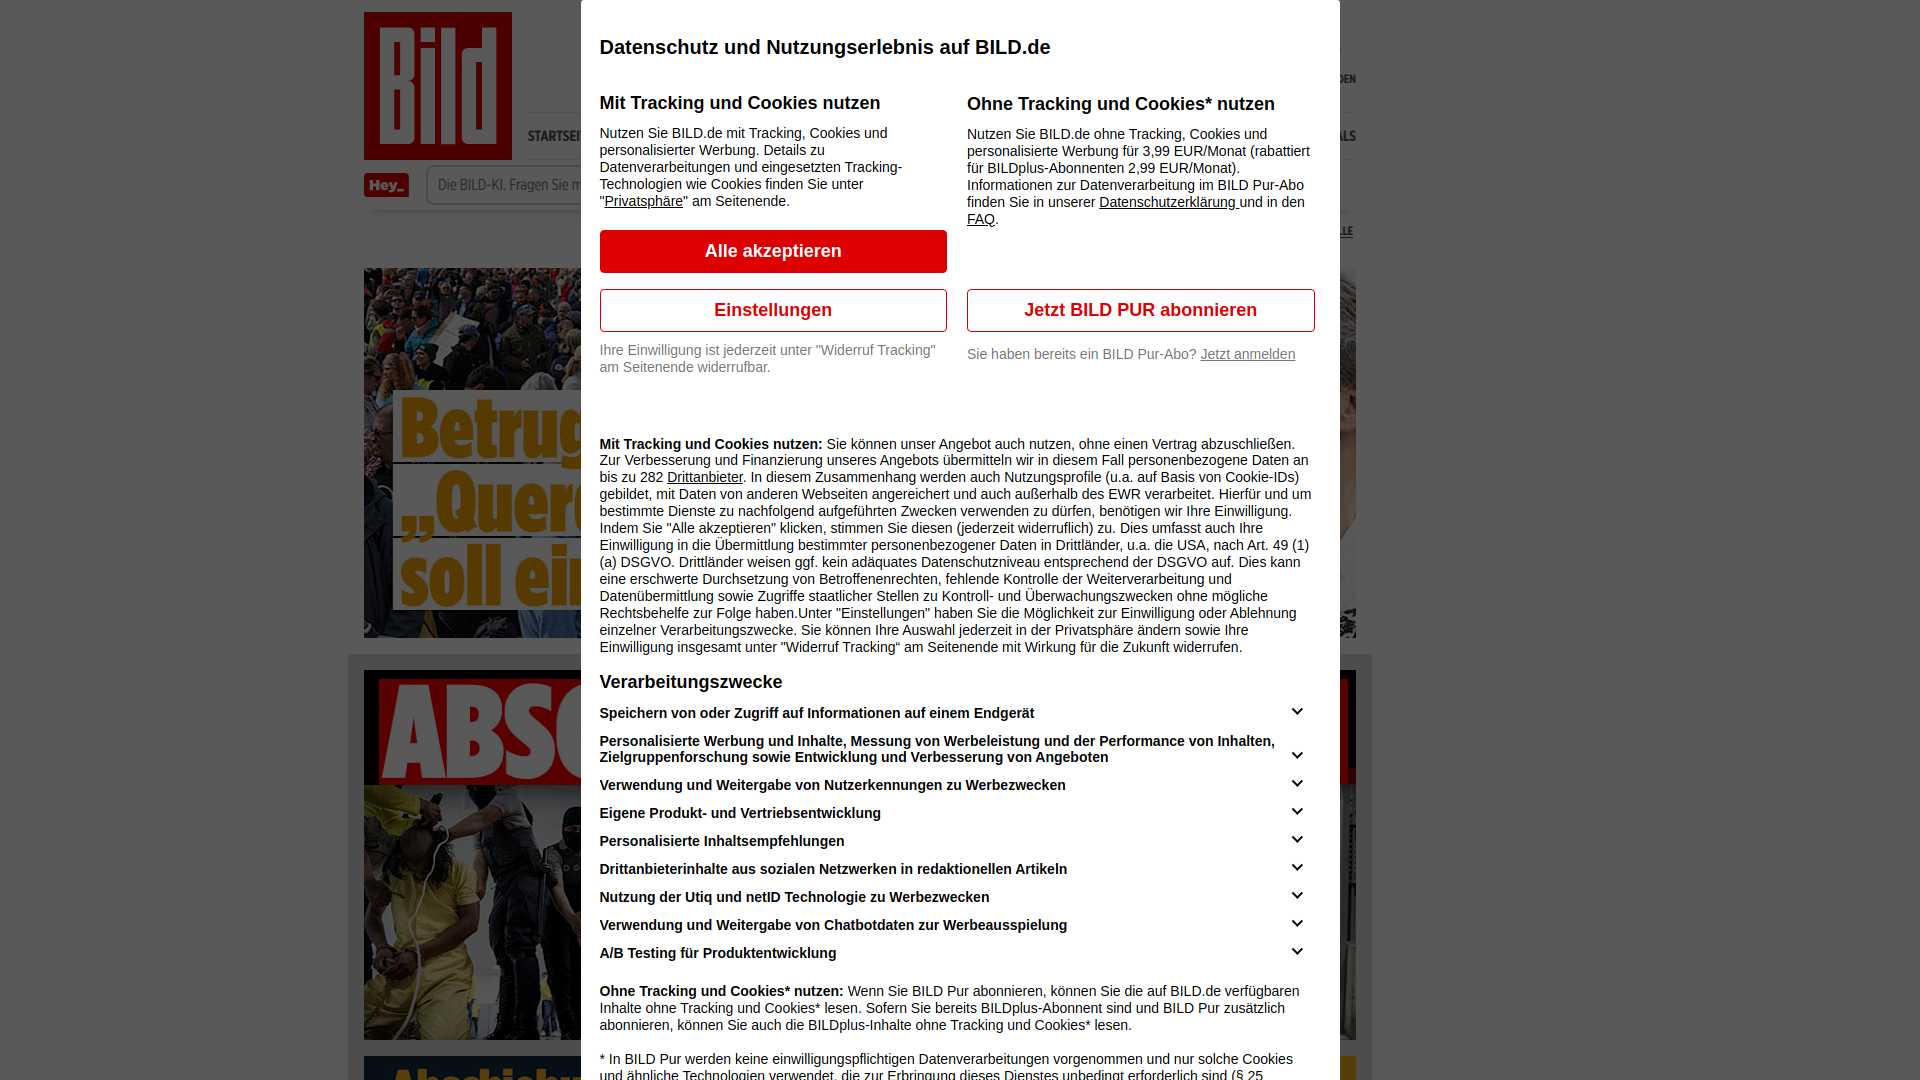 Bild
Datenschutz und Nutzungserlebnis auf BILD.de
Mit Tracking und Cookies nutzen
Nutzen Sie BILD.de mit Tracking, Cookies und
personalisierter Werbung. Details zu
Datenverarbeitungen und eingesetzten Tracking-
Technologien wie Cookies finden Sie unter
"Privatsphäre" am Seitenende.
Alle akzeptieren
Einstellungen
Ihre Einwilligung ist jederzeit unter "Widerruf Tracking"
am Seitenende widerrufbar.
Ohne Tracking und Cookies* nutzen
Nutzen Sie BILD.de ohne Tracking, Cookies und
personalisierte Werbung für 3,99 EUR/Monat (rabattiert
für BILDplus-Abonnenten 2,99 EUR/Monat).
Informationen zur Datenverarbeitung im BILD Pur-Abo
finden Sie in unserer Datenschutzerklärung und in den
FAQ.
Jetzt BILD PUR abonnieren
Sie haben bereits ein BILD Pur-Abo? Jetzt anmelden
Hey_
Die BILD-KI. Fragen Sie
soll
Mit Tracking und Cookies nutzen: Sie können unser Angebot auch nutzen, ohne einen Vertrag abzuschließen.
Zur Verbesserung und Finanzierung unseres Angebots übermitteln wir in diesem Fall personenbezogene Daten an
bis zu 282 Drittanbieter. In diesem Zusammenhang werden auch Nutzungsprofile (u.a. auf Basis von Cookie-IDs)
gebildet, mit Daten von anderen Webseiten angereichert und auch außerhalb des EWR verarbeitet. Hierfür und um
bestimmte Dienste zu nachfolgend aufgeführten Zwecken verwenden zu dürfen, benötigen wir Ihre Einwilligung.
Indem Sie "Alle akzeptieren" klicken, stimmen Sie diesen (jederzeit widerruflich) zu. Dies umfasst auch Ihre
Einwilligung in die Übermittlung bestimmter personenbezogener Daten in Drittländer, u.a. die USA, nach Art. 49 (1)
(a) DSGVO. Drittländer weisen ggf. kein adäquates Datenschutzniveau entsprechend der DSGVO auf. Dies kann
eine erschwerte Durchsetzung von Betroffenenrechten, fehlende Kontrolle der Weiterverarbeitung und
Datenübermittlung sowie Zugriffe staatlicher Stellen zu Kontroll- und Überwachungszwecken ohne mögliche
Rechtsbehelfe zur Folge haben.Unter "Einstellungen" haben Sie die Möglichkeit zur Einwilligung oder Ablehnung
einzelner Verarbeitungszwecke. Sie können Ihre Auswahl jederzeit in der Privatsphäre ändern sowie Ihre
Einwilligung insgesamt unter "Widerruf Tracking“ am Seitenende mit Wirkung für die Zukunft widerrufen.
Verarbeitungszwecke
Speichern von oder Zugriff auf Informationen auf einem Endgerät
Personalisierte Werbung und Inhalte, Messung von Werbeleistung und der Performance von Inhalten,
Zielgruppenforschung sowie Entwicklung und Verbesserung von Angeboten
Verwendung und Weitergabe von Nutzerkennungen zu Werbezwecken
Eigene Produkt- und Vertriebsentwicklung
Personalisierte Inhaltsempfehlungen
Drittanbieterinhalte aus sozialen Netzwerken in redaktionellen Artikeln
Nutzung der Utiq und netID Technologie zu Werbezwecken
Verwendung und Weitergabe von Chatbotdaten zur Werbeausspielung
A/B Testing für Produktentwicklung
Ohne Tracking und Cookies* nutzen: Wenn Sie BILD Pur abonnieren, können Sie die auf BILD.de verfügbaren
Inhalte ohne Tracking und Cookies* lesen. Sofern Sie bereits BILDplus-Abonnent sind und BILD Pur zusätzlich
abonnieren, können Sie auch die BILDplus-Inhalte ohne Tracking und Cookies* lesen.
* In BILD Pur werden keine einwilligungspflichtigen Datenverarbeitungen vorgenommen und nur solche Cookies
und ähnliche Technologien verwendet, die zur Erbringung dieses Dienstes unbedingt erforderlich sind (§ 25